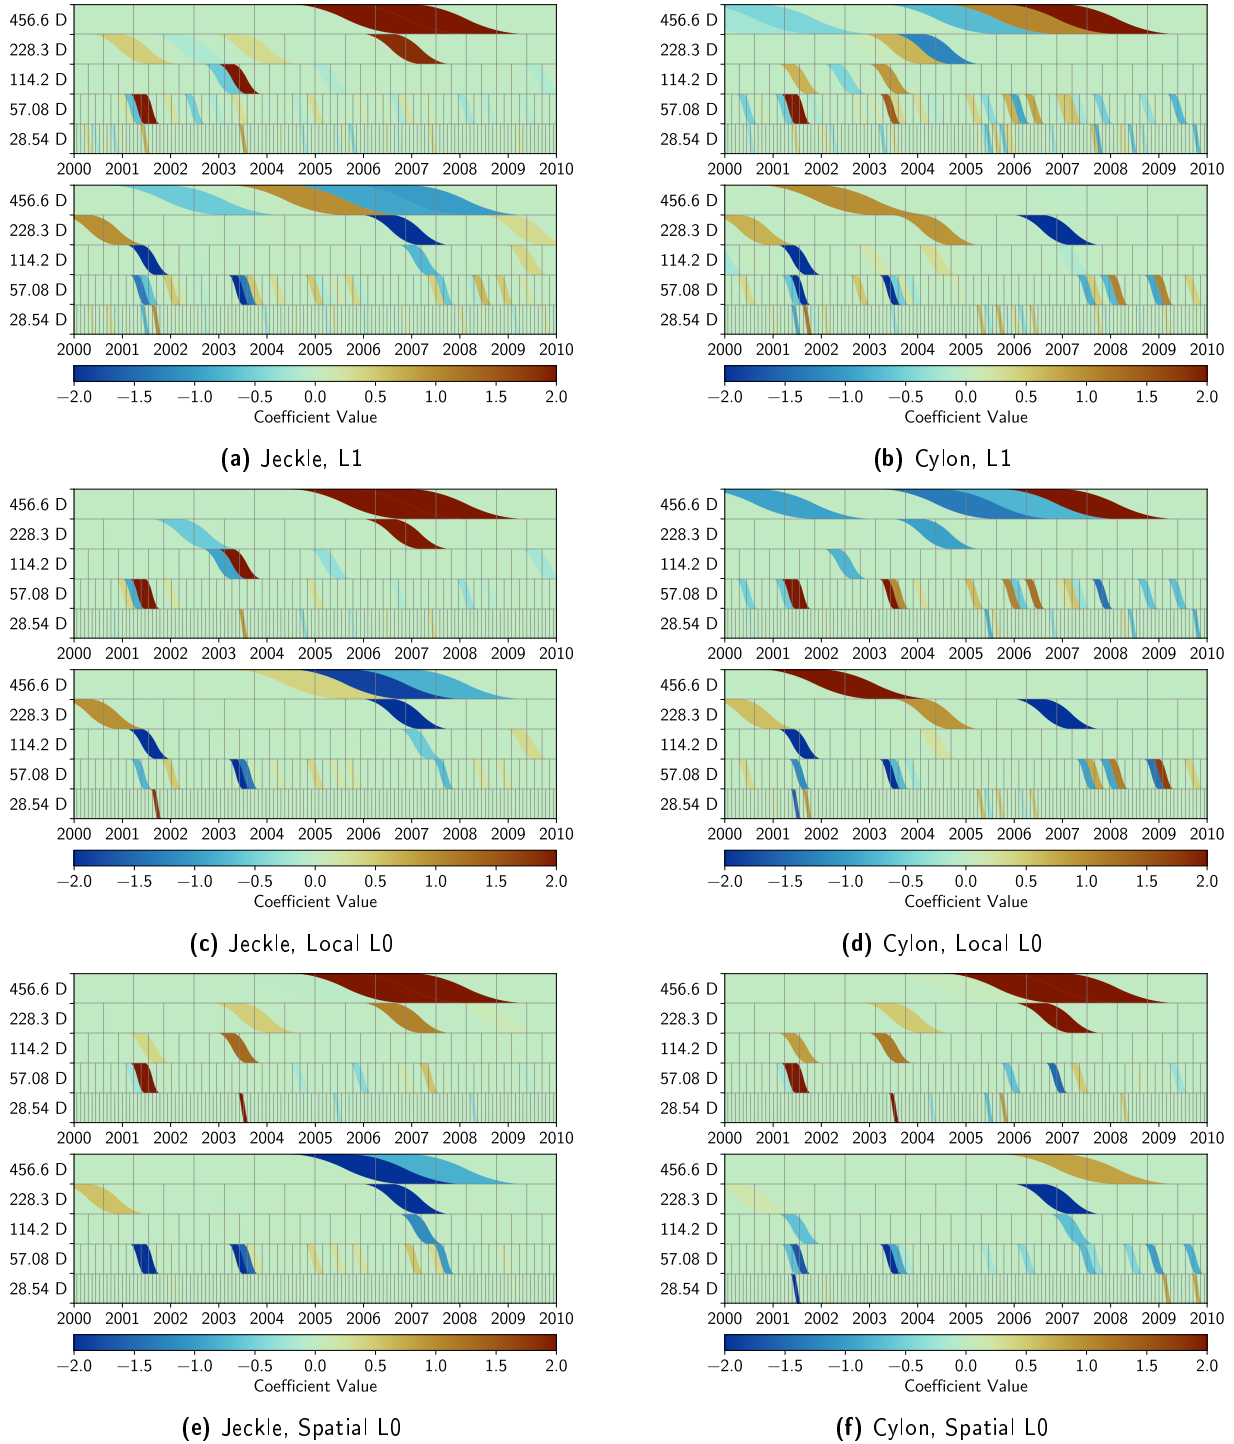 456.6 D
228.3 D
114.2 D
57.08 D
28.54 D
2000 2001 2002 2003 2004 2005 2006 2007 2008 2009 2010
456.6 D
228.3 D
114.2 D
57.08 D
28.54 D
2000 2001 2002 2003 2004 2005 2006 2007 2008 2009 2010
−2.0 −1.5 −1.0 −0.5 0.0 0.5 1.0 1.5 2.0
Coefficient Value
(a) Jeckle, L1
456.6 D
228.3 D
114.2 D
57.08 D
28.54 D
2000 2001 2002 2003 2004 2005 2006 2007 2008 2009 2010
456.6 D
228.3 D
114.2 D
57.08 D
28.54 D
2000 2001 2002 2003 2004 2005 2006 2007 2008 2009 2010
−2.0 −1.5 −1.0 −0.5 0.0 0.5 1.0 1.5 2.0
Coefficient Value
(b) Cylon, L1
456.6 D
228.3 D
114.2 D
57.08 D
28.54 D
2000 2001 2002 2003 2004 2005 2006 2007 2008 2009 2010
456.6 D
228.3 D
114.2 D
57.08 D
28.54 D
2000 2001 2002 2003 2004 2005 2006 2007 2008 2009 2010
−2.0 −1.5 −1.0 −0.5 0.0 0.5 1.0 1.5 2.0
Coefficient Value
(c) Jeckle, Local L0
456.6 D
228.3 D
114.2 D
57.08 D
28.54 D
2000 2001 2002 2003 2004 2005 2006 2007 2008 2009 2010
456.6 D
228.3 D
114.2 D
57.08 D
28.54 D
2000 2001 2002 2003 2004 2005 2006 2007 2008 2009 2010
−2.0 −1.5 −1.0 −0.5 0.0 0.5 1.0 1.5 2.0
Coefficient Value
(d) Cylon, Local L0
456.6 D
228.3 D
114.2 D
57.08 D
28.54 D
2000 2001 2002 2003 2004 2005 2006 2007 2008 2009 2010
456.6 D
228.3 D
114.2 D
57.08 D
28.54 D
2000 2001 2002 2003 2004 2005 2006 2007 2008 2009 2010
−2.0 −1.5 −1.0 −0.5 0.0 0.5 1.0 1.5 2.0
Coefficient Value
(e) Jeckle, Spatial L0
456.6 D
228.3 D
114.2 D
57.08 D
28.54 D
2000 2001 2002 2003 2004 2005 2006 2007 2008 2009 2010
456.6 D
228.3 D
114.2 D
57.08 D
28.54 D
2000 2001 2002 2003 2004 2005 2006 2007 2008 2009 2010
−2.0 −1.5 −1.0 −0.5 0.0 0.5 1.0 1.5 2.0
Coefficient Value
(f) Cylon, Spatial L0